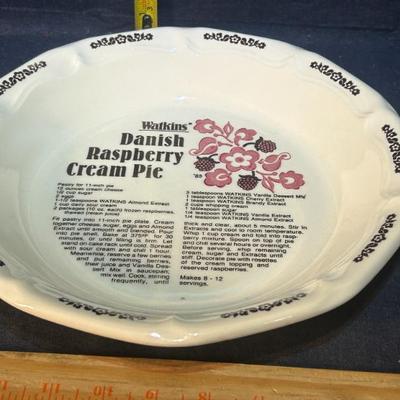 Watkins™
Danish
Raspberry
Cream Pie
'85
Pastry for 11-inch pie
12 ounces cream cheese
1/2 cup sugar
2 eggs
1-1/2 teaspoons WATKINS Almond Extract
1 cup dairy sour cream
2 packages (10 oz. each) frozen raspberries,
thawed (retain juice)
3 tablespoons WATKINS Vanilla Dessert Mix
1 teaspoon WATKINS Cherry Extract
1 teaspoon WATKINS Brandy Extract
2 cups whipping cream
1 tablespoon sugar
1/4 teaspoon WATKINS Vanilla Extract
1/4 teaspoon WATKINS Almond Extract
Fit pastry into 11-inch pie plate. Cream
together cheese, sugar, eggs and Almond
Extract until smooth and blended. Pour
into pie shell. Bake at 375ºF for 30
min. or until filling is firm. Let
stand on cake rack until cool. Spread
with sour cream and chill 1 hour.
Meanwhile, reserve a few berries
and put remaining berries,
their juice and Vanilla Des-
sert Mix in saucepan;
mix well. Cook, stirring
frequently, until
thick and clear, about 5 minutes. Stir in
Extracts and cool to room temperature.
Whip 1 cup cream and fold into rasp-
berry mixture. Spoon on top of pie
and chill several hours or overnight.
Before serving, whip remaining
cream, sugar and Extracts until
stiff. Decorate pie with rosettes
of the cream topping and
reserved raspberries.
Makes 8 - 12
servings.